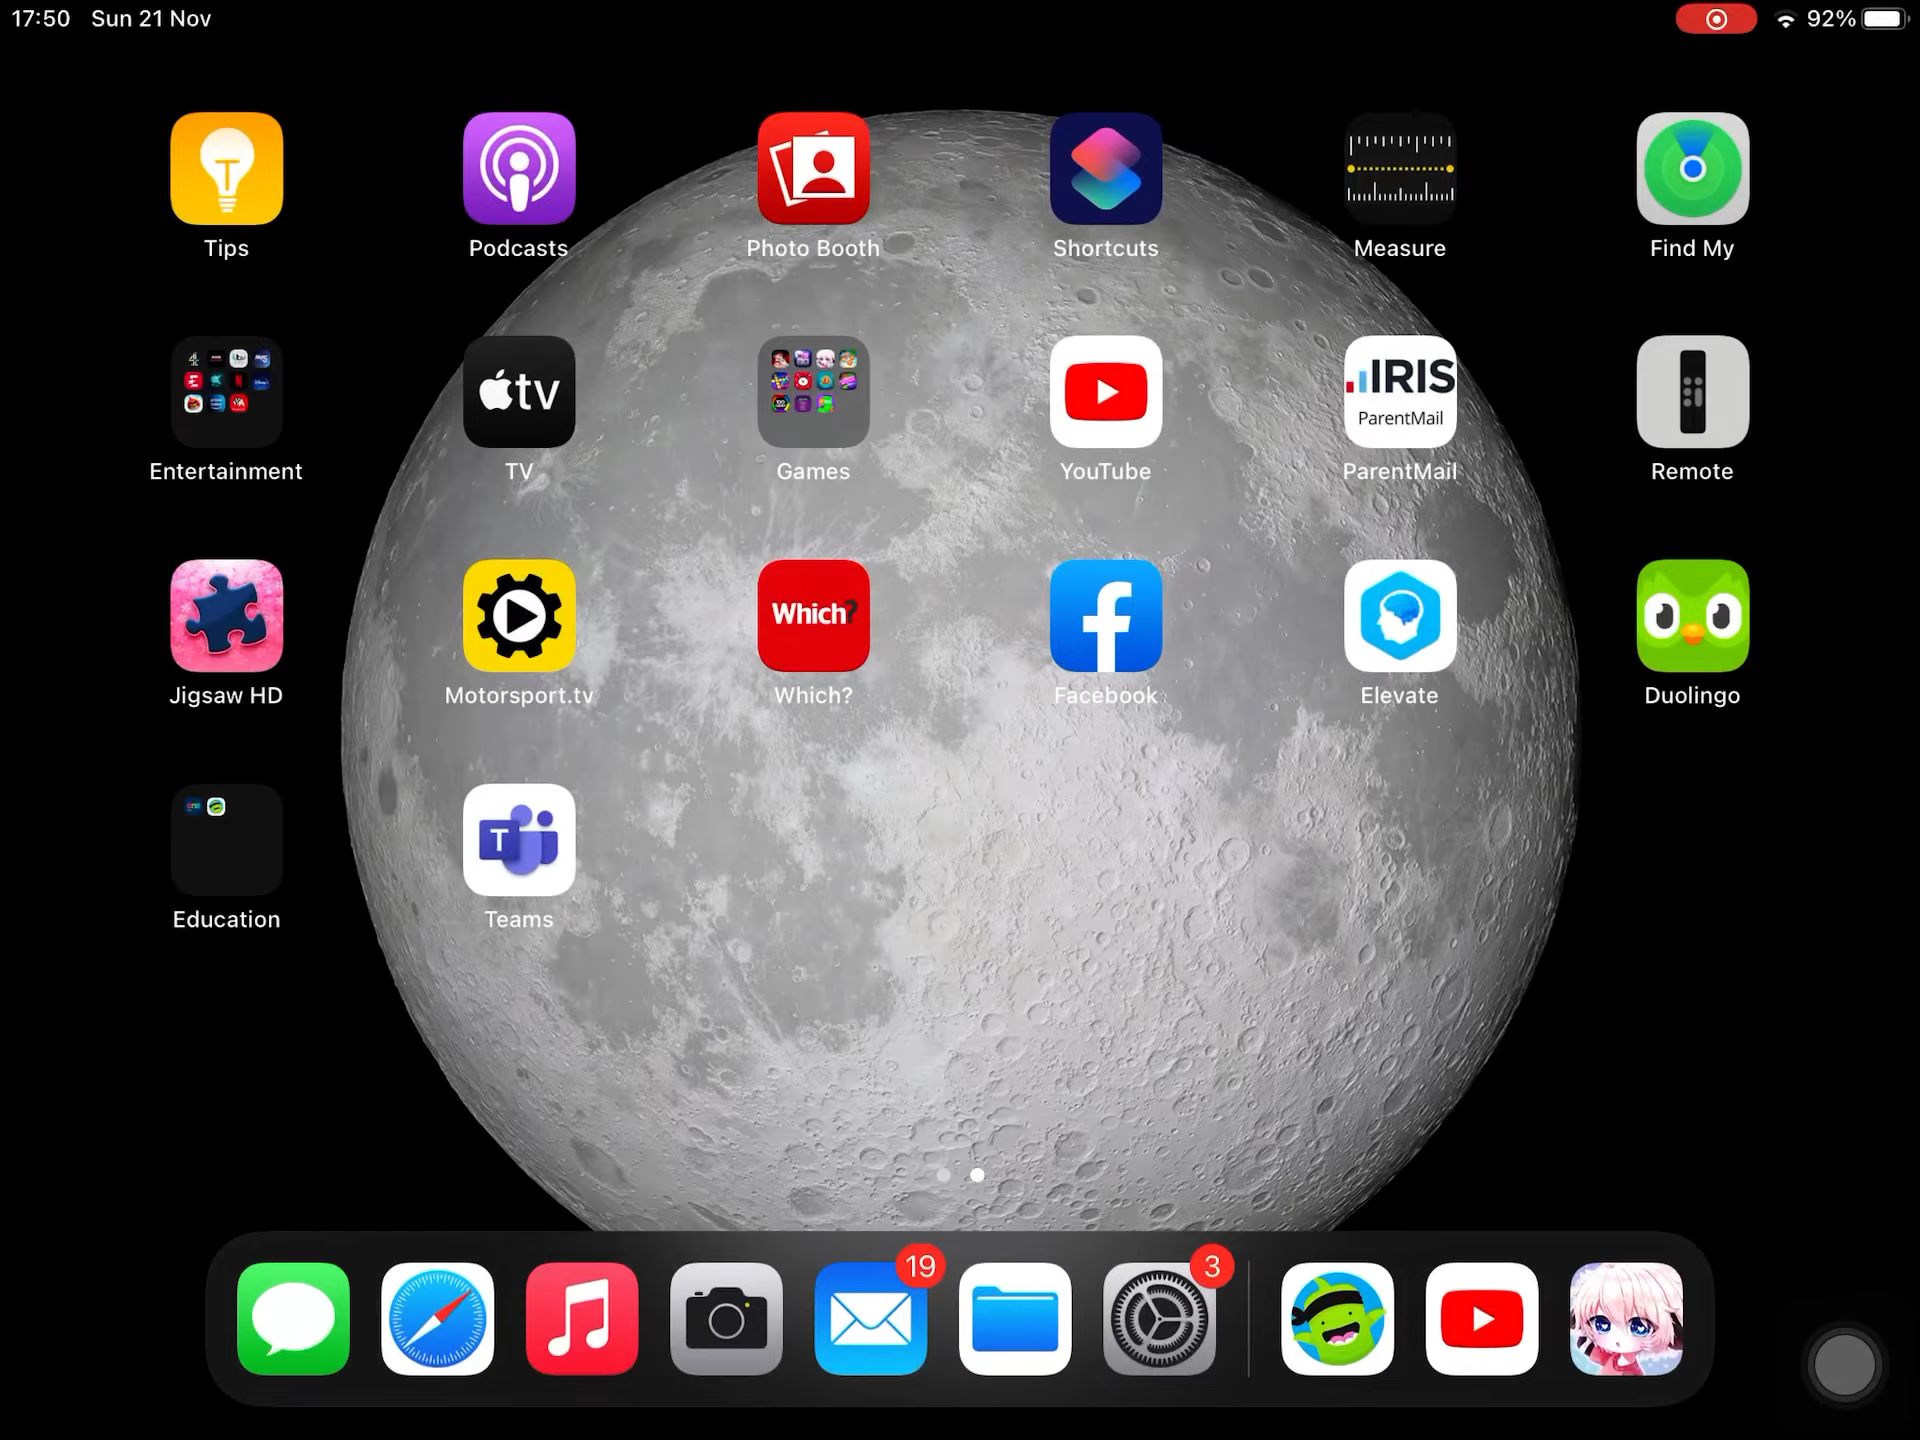 17:50 Sun 21 Nov
92%
Tips
Podcasts
Photo Booth
Shortcuts
Measure
Find My
Entertainment
tv
TV
Games
YouTube
IRIS
ParentMail
ParentMail
Remote
Jigsaw HD
Motorsport.tv
Which?
Which?
Facebook
Elevate
Duolingo
Education
T
Teams
19
3